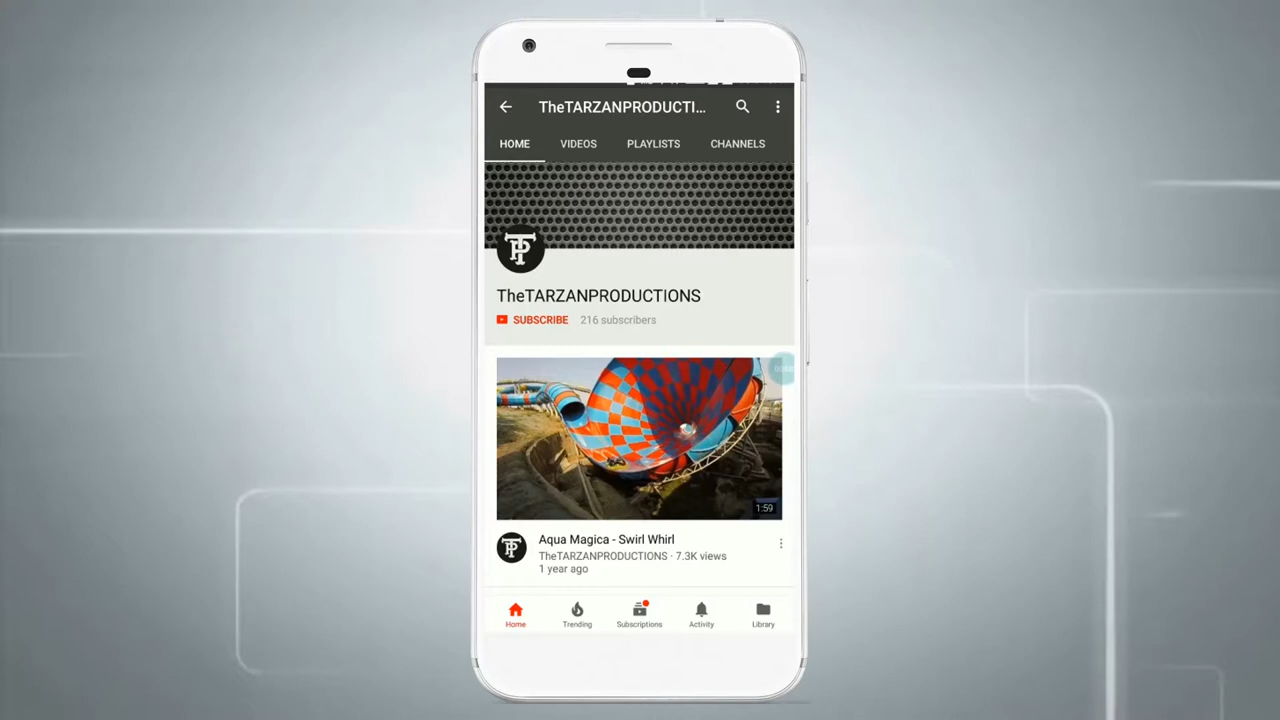 TheTARZANPRODUCTI...
HOME VIDEOS PLAYLISTS CHANNELS
TheTARZANPRODUCTIONS
SUBSCRIBE 216 subscribers
1:59
Aqua Magica - Swirl Whirl
TheTARZANPRODUCTIONS · 7.3K views
1 year ago
Home Trending Subscriptions Activity Library